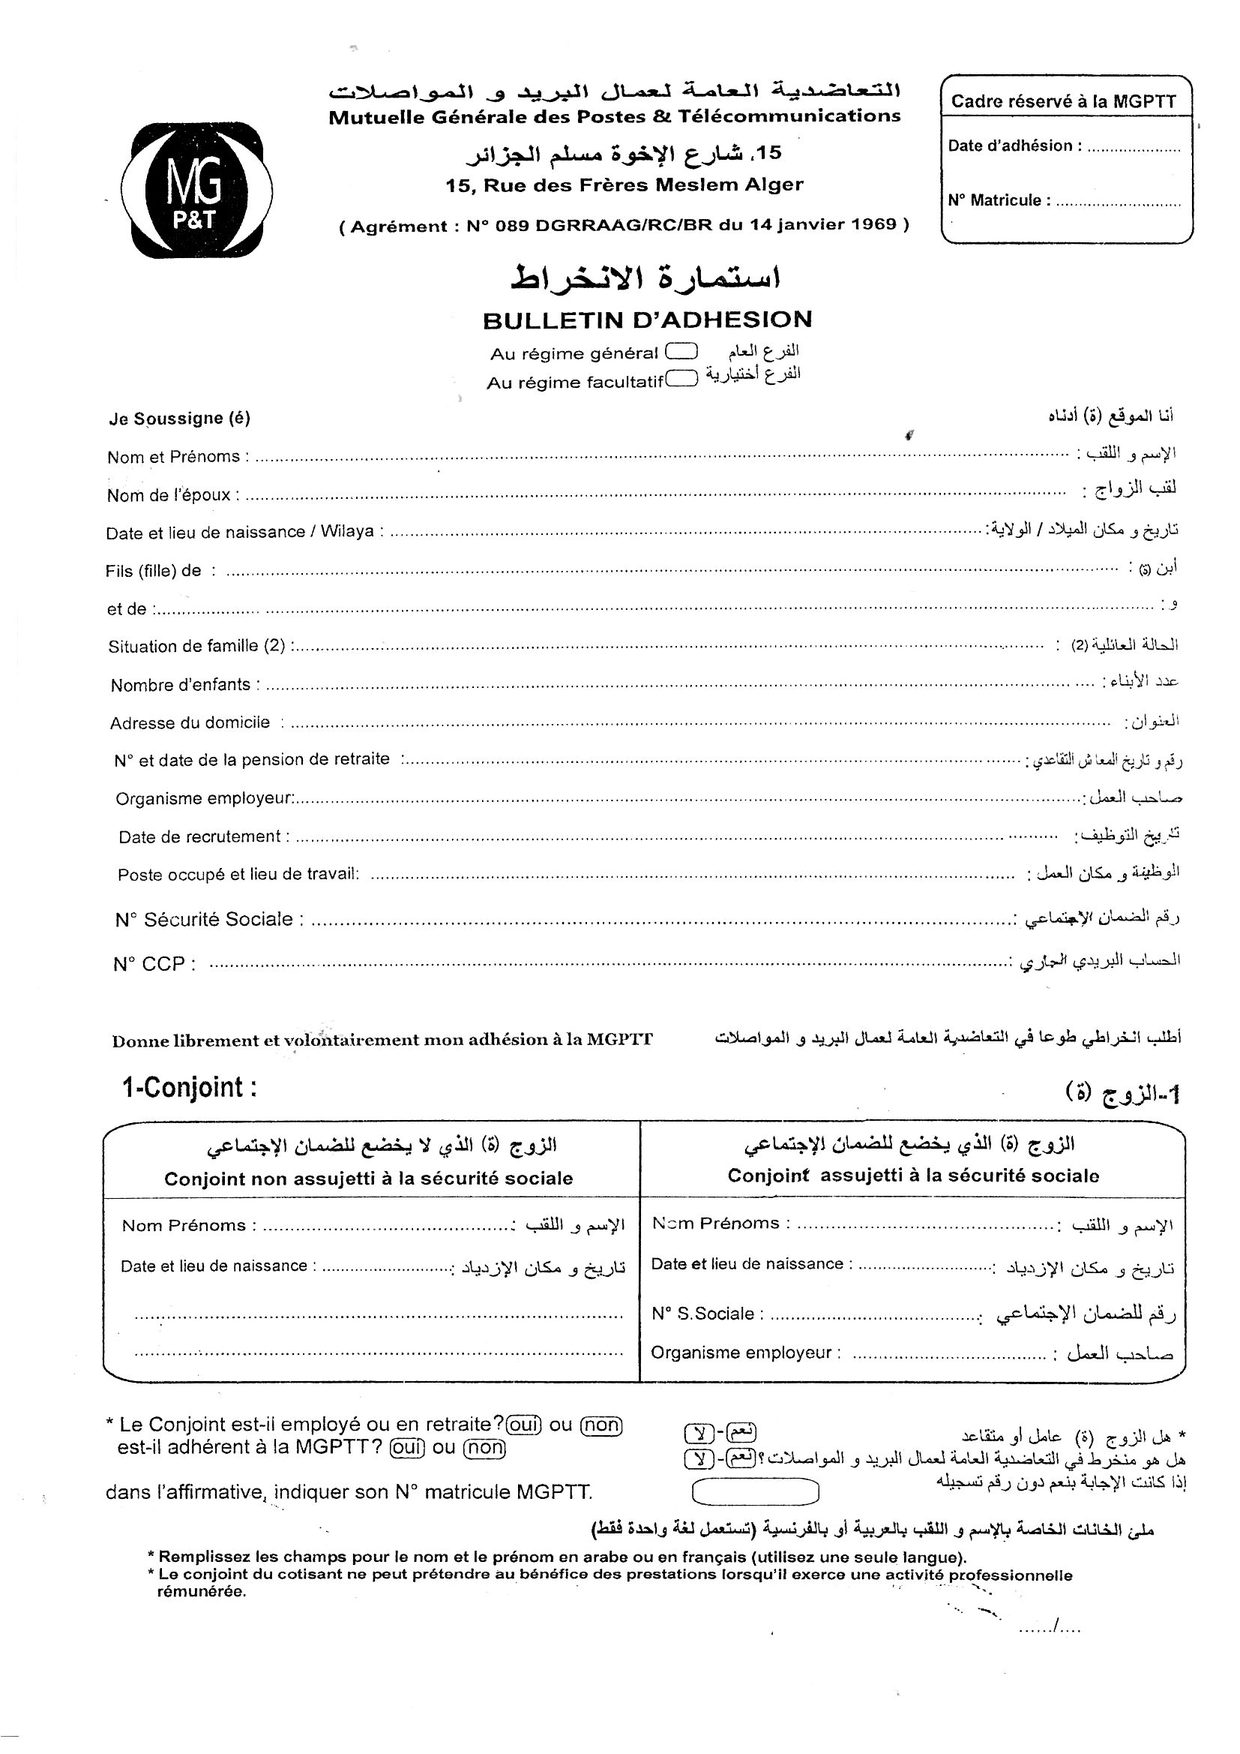 التعاضدية العامة لعمال البريد و المواصلات
Mutuelle Générale des Postes & Télécommunications
15، شارع الإخوة مسلم الجزائر
15, Rue des Frères Meslem Alger
( Agrément : N° 089 DGRRAAG/RC/BR du 14 janvier 1969 )
MG
P&T
Cadre réservé à la MGPTT
Date d'adhésion : .....................
N° Matricule : ............................
استمارة الانخراط
BULLETIN D'ADHESION
Au régime général الفرع العام
Au régime facultatif الفرع أختيارية
Je Soussigne (é) أنا الموقع (ة) أدناه
Nom et Prénoms : ........................ الإسم و اللقب :
Nom de l'époux : ........................ لقب الزواج :
Date et lieu de naissance / Wilaya : ........................ تاريخ و مكان الميلاد / الولاية:
Fils (fille) de : ........................ أبن (ة) :
et de :........................ و :
Situation de famille (2) :........................ الحالة العائلية (2) :
Nombre d'enfants : ........................ عدد الأبناء :
Adresse du domicile : ........................ العنوان:
N° et date de la pension de retraite :........................ رقم و تاريخ المعاش التقاعدي :
Organisme employeur:........................ صاحب العمل :
Date de recrutement : ........................ تاريخ التوظيف:
Poste occupé et lieu de travail: ........................ الوظيفة و مكان العمل :
N° Sécurité Sociale : ........................ رقم الضمان الإجتماعي :
N° CCP : ........................ الحساب البريدي الجاري :
Donne librement et volontairement mon adhésion à la MGPTT أطلب انخراطي طوعا في التعاضدية العامة لعمال البريد و المواصلات
1-Conjoint : 1-الزوج (ة)
الزوج (ة) الذي لا يخضع للضمان الإجتماعي
Conjoint non assujetti à la sécurité sociale
Nom Prénoms : ........................ الإسم و اللقب :
Date et lieu de naissance : ........................ تاريخ و مكان الإزدياد :
........................
........................
الزوج (ة) الذي يخضع للضمان الإجتماعي
Conjoint assujetti à la sécurité sociale
Nom Prénoms : ........................ الإسم و اللقب :
Date et lieu de naissance : ........................ تاريخ و مكان الإزدياد :
N° S.Sociale : ........................ رقم للضمان الإجتماعي :
Organisme employeur : ........................ صاحب العمل :
* Le Conjoint est-il employé ou en retraite? oui ou non
est-il adhérent à la MGPTT? oui ou non
dans l'affirmative, indiquer son N° matricule MGPTT.
* هل الزوج (ة) عامل أو متقاعد نعم-لا
هل هو منخرط في التعاضدية العامة لعمال البريد و المواصلات؟ نعم-لا
إذا كانت الإجابة بنعم دون رقم تسجيله
ملئ الخانات الخاصة بالإسم و اللقب بالعربية أو بالفرنسية (تستعمل لغة واحدة فقط)
* Remplissez les champs pour le nom et le prénom en arabe ou en français (utilisez une seule langue).
* Le conjoint du cotisant ne peut prétendre au bénéfice des prestations lorsqu'il exerce une activité professionnelle
rémunérée.
....../....